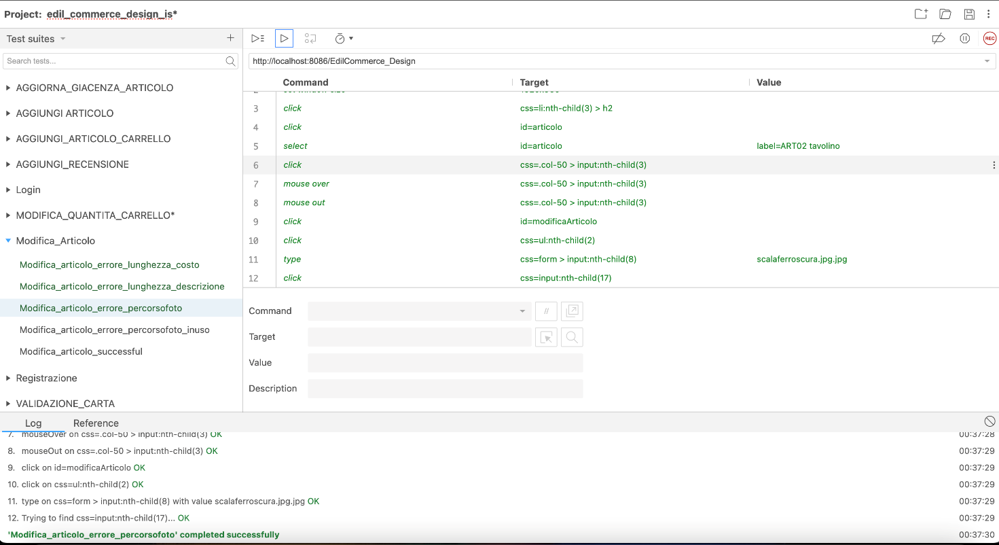 Project: edil_commerce_design_is*
Test suites
Search tests...
AGGIORNA_GIACENZA_ARTICOLO
AGGIUNGI ARTICOLO
AGGIUNGI_ARTICOLO_CARRELLO
AGGIUNGI_RECENSIONE
Login
MODIFICA_QUANTITA_CARRELLO*
Modifica_Articolo
Modifica_articolo_errore_lunghezza_costo
Modifica_articolo_errore_lunghezza_descrizione
Modifica_articolo_errore_percorsofoto
Modifica_articolo_errore_percorsofoto_inuso
Modifica_articolo_successful
Registrazione
VALIDAZIONE_CARTA
REC
http://localhost:8086/EdilCommerce_Design
Command Target Value
3 click css=li:nth-child(3) > h2
4 click id=articolo
5 select id=articolo label=ART02 tavolino
6 click css=.col-50 > input:nth-child(3)
7 mouse over css=.col-50 > input:nth-child(3)
8 mouse out css=.col-50 > input:nth-child(3)
9 click id=modificaArticolo
10 click css=ul:nth-child(2)
11 type css=form > input:nth-child(8) scalaferroscura.jpg.jpg
12 click css=input:nth-child(17)
Command //
Target
Value
Description
Log Reference
7. mouseOver on css=.col-50 > input:nth-child(3) OK 00:37:28
8. mouseOut on css=.col-50 > input:nth-child(3) OK 00:37:29
9. click on id=modificaArticolo OK 00:37:29
10. click on css=ul:nth-child(2) OK 00:37:29
11. type on css=form > input:nth-child(8) with value scalaferroscura.jpg.jpg OK 00:37:29
12. Trying to find css=input:nth-child(17)... OK 00:37:29
'Modifica_articolo_errore_percorsofoto' completed successfully 00:37:30